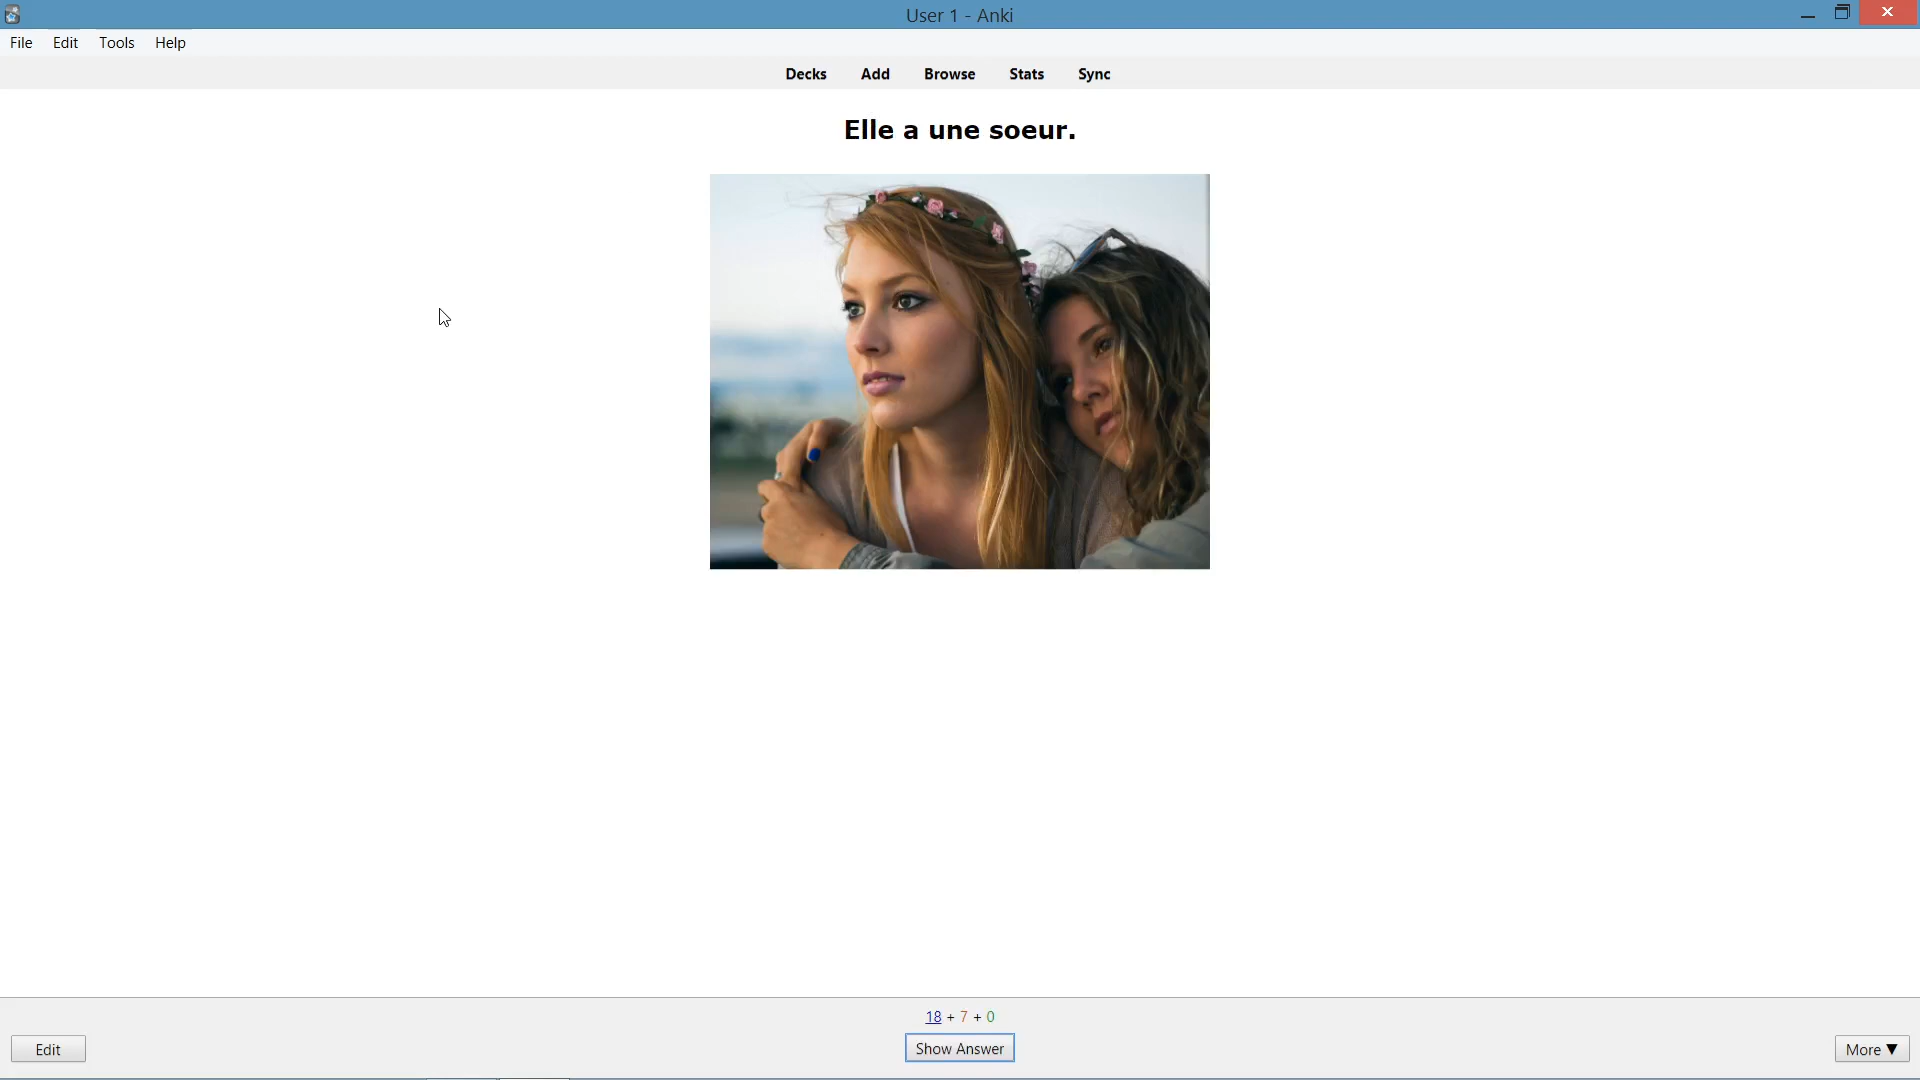 User 1 - Anki
File Edit Tools Help
Decks Add Browse Stats Sync
Elle a une soeur.
18 + 7 + 0
Edit Show Answer More ▼